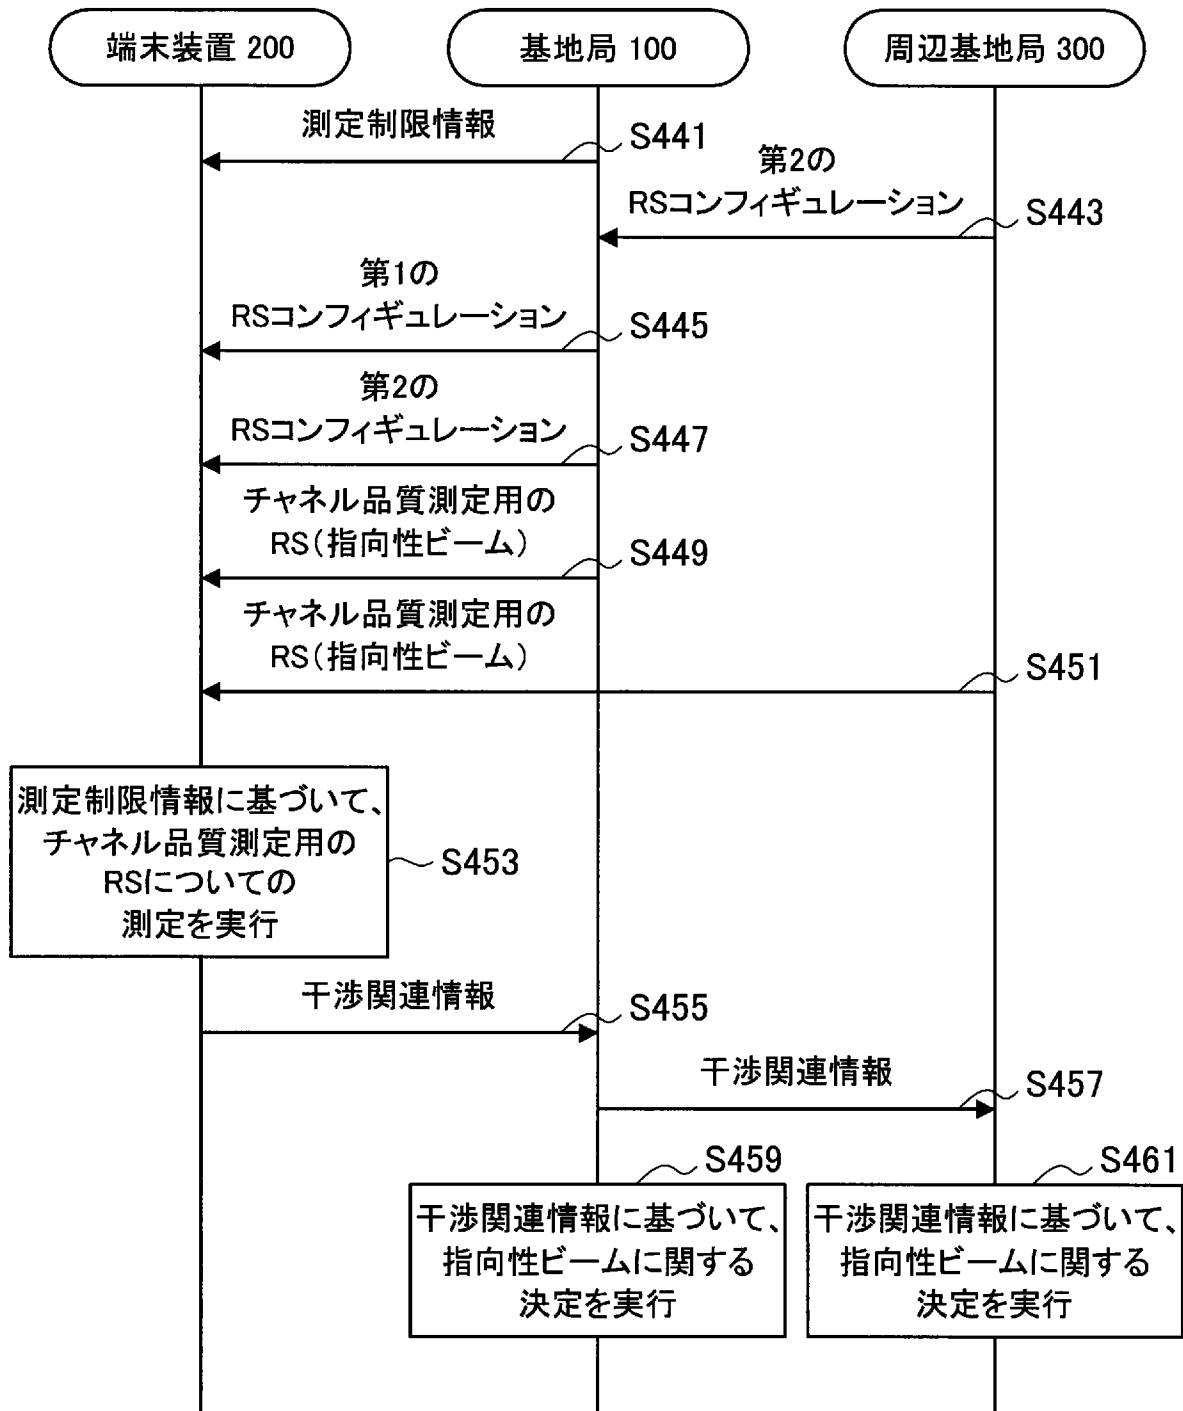 端末装置 200
基地局 100
周辺基地局 300
測定制限情報
S441
第2の
RSコンフィギュレーション
S443
第1の
RSコンフィギュレーション
S445
第2の
RSコンフィギュレーション
S447
チャネル品質測定用の
RS(指向性ビーム)
S449
チャネル品質測定用の
RS(指向性ビーム)
S451
測定制限情報に基づいて、
チャネル品質測定用の
RSについての
測定を実行
S453
干渉関連情報
S455
干渉関連情報
S457
S459
干渉関連情報に基づいて、
指向性ビームに関する
決定を実行
S461
干渉関連情報に基づいて、
指向性ビームに関する
決定を実行